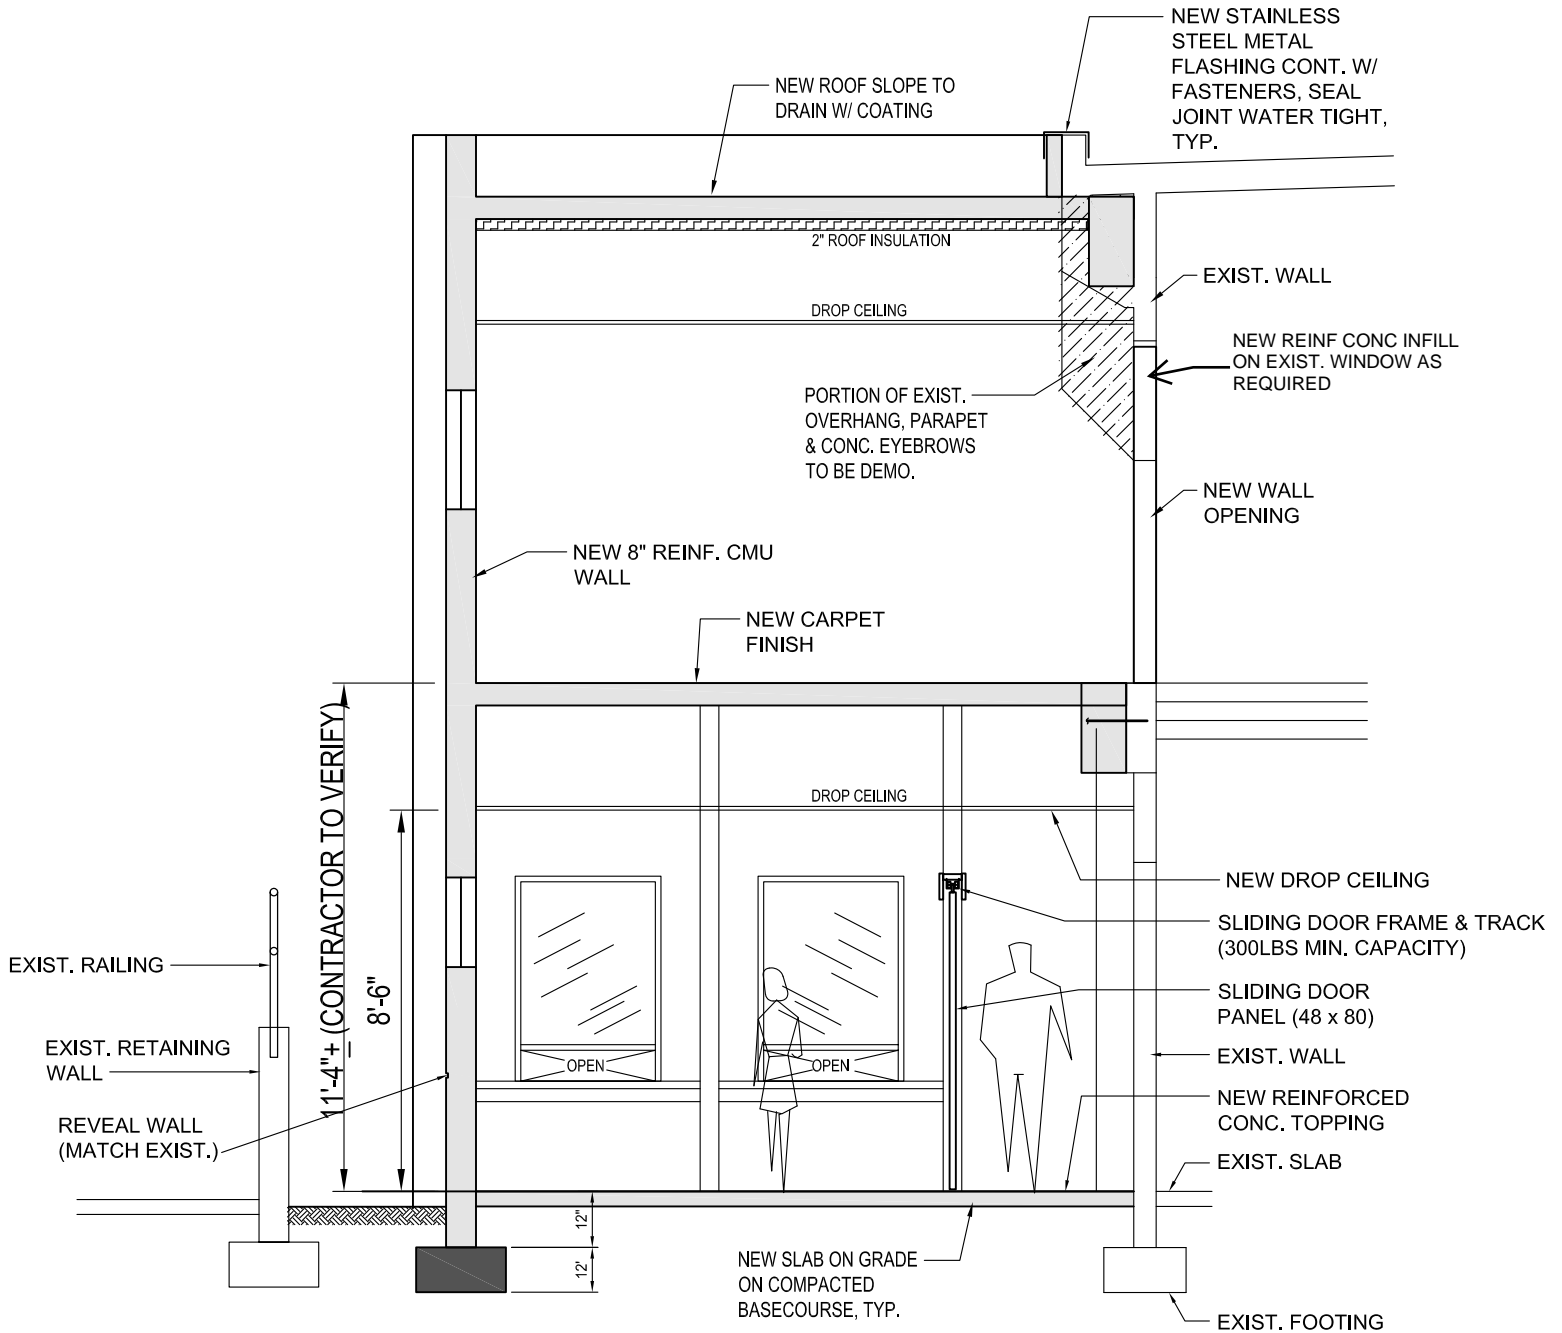 NEW STAINLESS
STEEL METAL
FLASHING CONT. W/
FASTENERS, SEAL
JOINT WATER TIGHT,
TYP.
NEW ROOF SLOPE TO
DRAIN W/ COATING
2" ROOF INSULATION
EXIST. WALL
DROP CEILING
NEW REINF CONC INFILL
ON EXIST. WINDOW AS
REQUIRED
PORTION OF EXIST.
OVERHANG, PARAPET
& CONC. EYEBROWS
TO BE DEMO.
NEW WALL
OPENING
NEW 8" REINF. CMU
WALL
NEW CARPET
FINISH
11'-4"+ (CONTRACTOR TO VERIFY)
8'-6"
DROP CEILING
NEW DROP CEILING
SLIDING DOOR FRAME & TRACK
(300LBS MIN. CAPACITY)
EXIST. RAILING
SLIDING DOOR
PANEL (48 x 80)
EXIST. RETAINING
WALL
EXIST. WALL
OPEN
OPEN
NEW REINFORCED
CONC. TOPPING
REVEAL WALL
(MATCH EXIST.)
EXIST. SLAB
12"
12'
NEW SLAB ON GRADE
ON COMPACTED
BASECOURSE, TYP.
EXIST. FOOTING